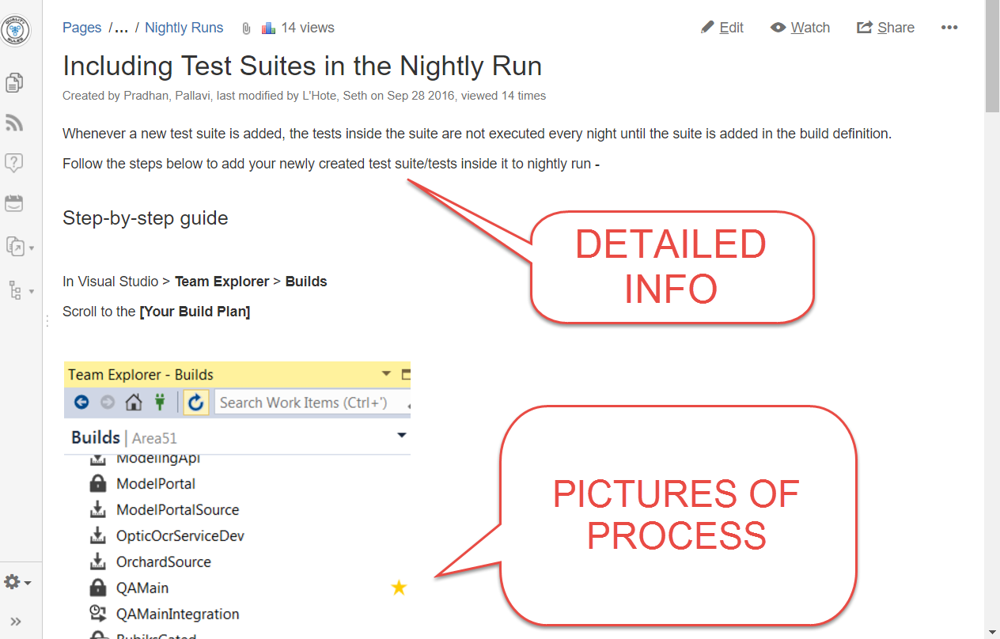 QUALITY
RULES
Pages /... / Nightly Runs 14 views
Edit Watch Share •••
Including Test Suites in the Nightly Run
Created by Pradhan, Pallavi, last modified by L'Hote, Seth on Sep 28 2016, viewed 14 times
Whenever a new test suite is added, the tests inside the suite are not executed every night until the suite is added in the build definition.
Follow the steps below to add your newly created test suite/tests inside it to nightly run -
Step-by-step guide
DETAILED
INFO
In Visual Studio > Team Explorer > Builds
Scroll to the [Your Build Plan]
Team Explorer - Builds
Search Work Items (Ctrl+')
Builds | Area51
ModelingApi
ModelPortal
ModelPortalSource
OpticOcrServiceDev
OrchardSource
QAMain
QAMainIntegration
RubiksGated
PICTURES OF
PROCESS